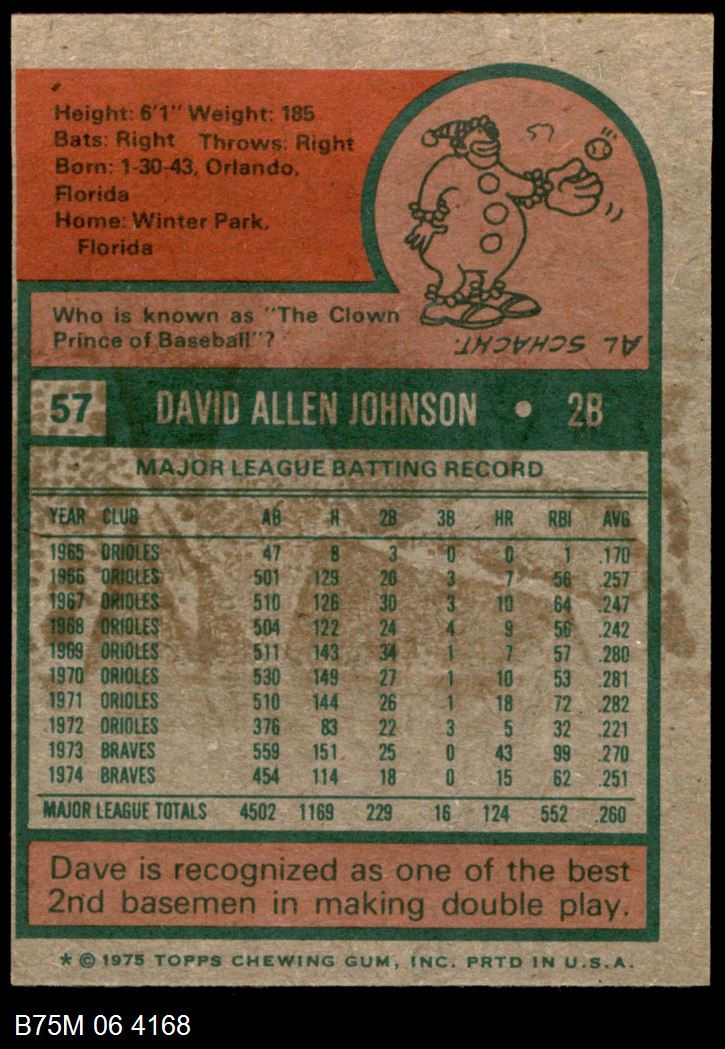 Height: 6'1" Weight: 185
Bats: Right Throws: Right
Born: 1-30-43, Orlando,
Florida
Home: Winter Park,
Florida
Who is known as "The Clown
Prince of Baseball"?
AL SCHACHT.
57 DAVID ALLEN JOHNSON • 2B
MAJOR LEAGUE BATTING RECORD
YEAR CLUB AB H 2B 3B HR RBI AVG
1965 ORIOLES 47 8 3 0 0 1 .170
1966 ORIOLES 501 129 20 3 7 56 .257
1967 ORIOLES 510 126 30 3 10 64 .247
1968 ORIOLES 504 122 24 4 9 56 .242
1969 ORIOLES 511 143 34 1 7 57 .280
1970 ORIOLES 530 149 27 1 10 53 .281
1971 ORIOLES 510 144 26 1 18 72 .282
1972 ORIOLES 376 83 22 3 5 32 .221
1973 BRAVES 559 151 25 0 43 99 .270
1974 BRAVES 454 114 18 0 15 62 .251
MAJOR LEAGUE TOTALS 4502 1169 229 16 124 552 .260
Dave is recognized as one of the best
2nd basemen in making double play.
* © 1975 TOPPS CHEWING GUM, INC. PRTD IN U.S.A.
B75M 06 4168